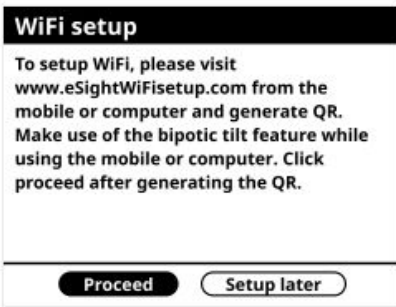 WiFi setup
To setup WiFi, please visit
www.eSightWiFisetup.com from the
mobile or computer and generate QR.
Make use of the bipotic tilt feature while
using the mobile or computer. Click
proceed after generating the QR.
Proceed
Setup later